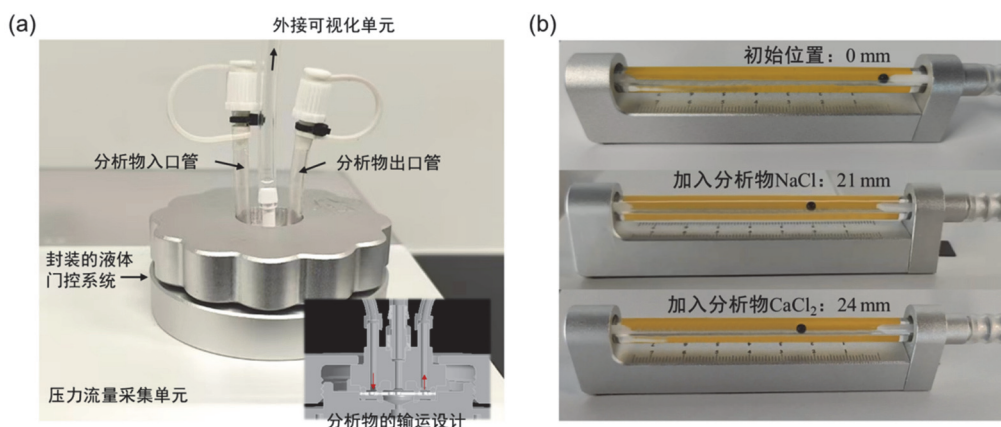 (a)
外接可视化单元
分析物入口管
分析物出口管
封装的液体
门控系统
压力流量采集单元
分析物的输运设计
(b)
初始位置：0 mm
加入分析物NaCl：21 mm
加入分析物CaCl₂：24 mm